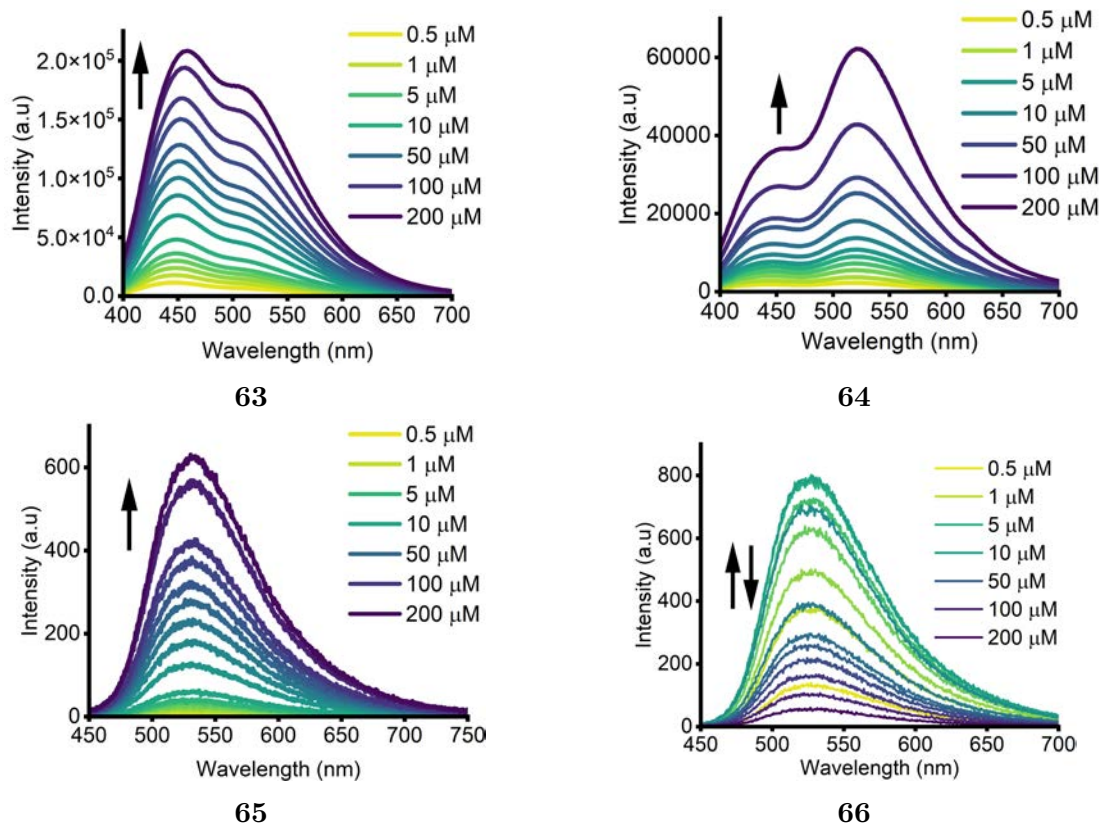 Intensity (a.u)
2.0×10⁵
1.5×10⁵
1.0×10⁵
5.0×10⁴
0.0
400 450 500 550 600 650 700
Wavelength (nm)
0.5 μM
1 μM
5 μM
10 μM
50 μM
100 μM
200 μM
63
Intensity (a.u)
60000
40000
20000
0
400 450 500 550 600 650 700
Wavelength (nm)
0.5 μM
1 μM
5 μM
10 μM
50 μM
100 μM
200 μM
64
Intensity (a.u)
600
400
200
0
450 500 550 600 650 700 750
Wavelength (nm)
0.5 μM
1 μM
5 μM
10 μM
50 μM
100 μM
200 μM
65
Intensity (a.u)
800
600
400
200
0
450 500 550 600 650 700
Wavelength (nm)
0.5 μM
1 μM
5 μM
10 μM
50 μM
100 μM
200 μM
66